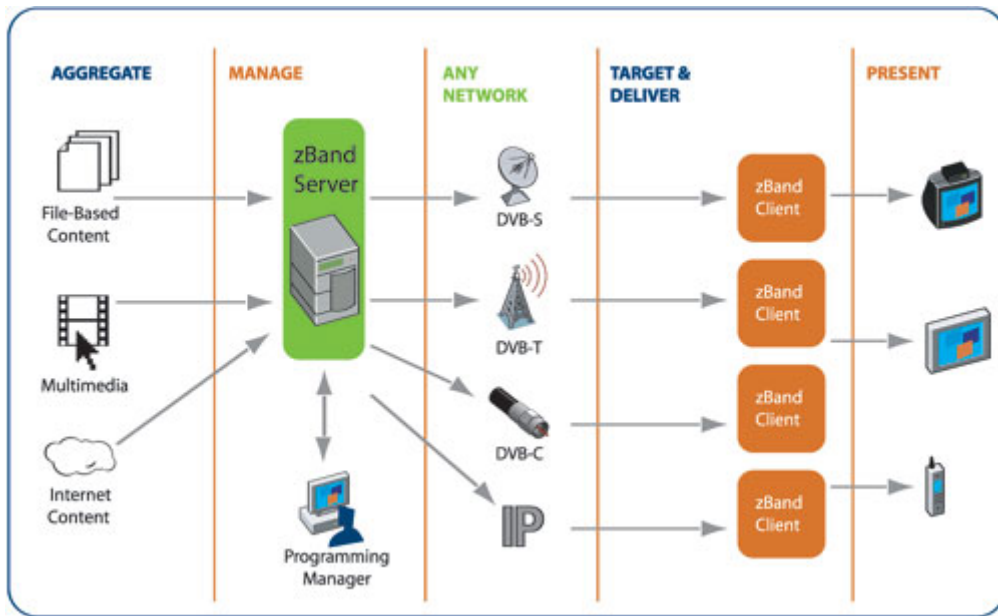 AGGREGATE
MANAGE
ANY
NETWORK
TARGET &
DELIVER
PRESENT
File-Based
Content
Multimedia
Internet
Content
zBand
Server
Programming
Manager
DVB-S
DVB-T
DVB-C
IP
zBand
Client
zBand
Client
zBand
Client
zBand
Client